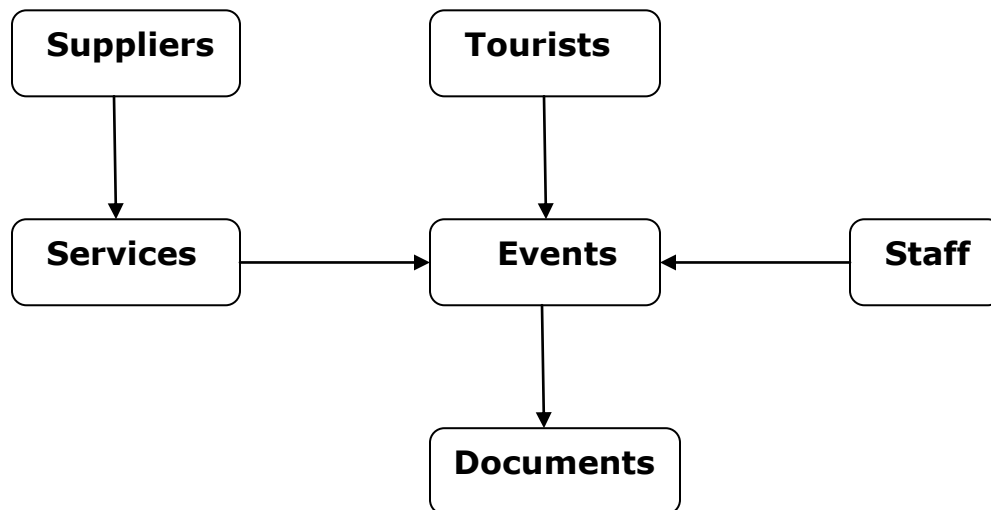 Suppliers
Tourists
Services
Events
Staff
Documents